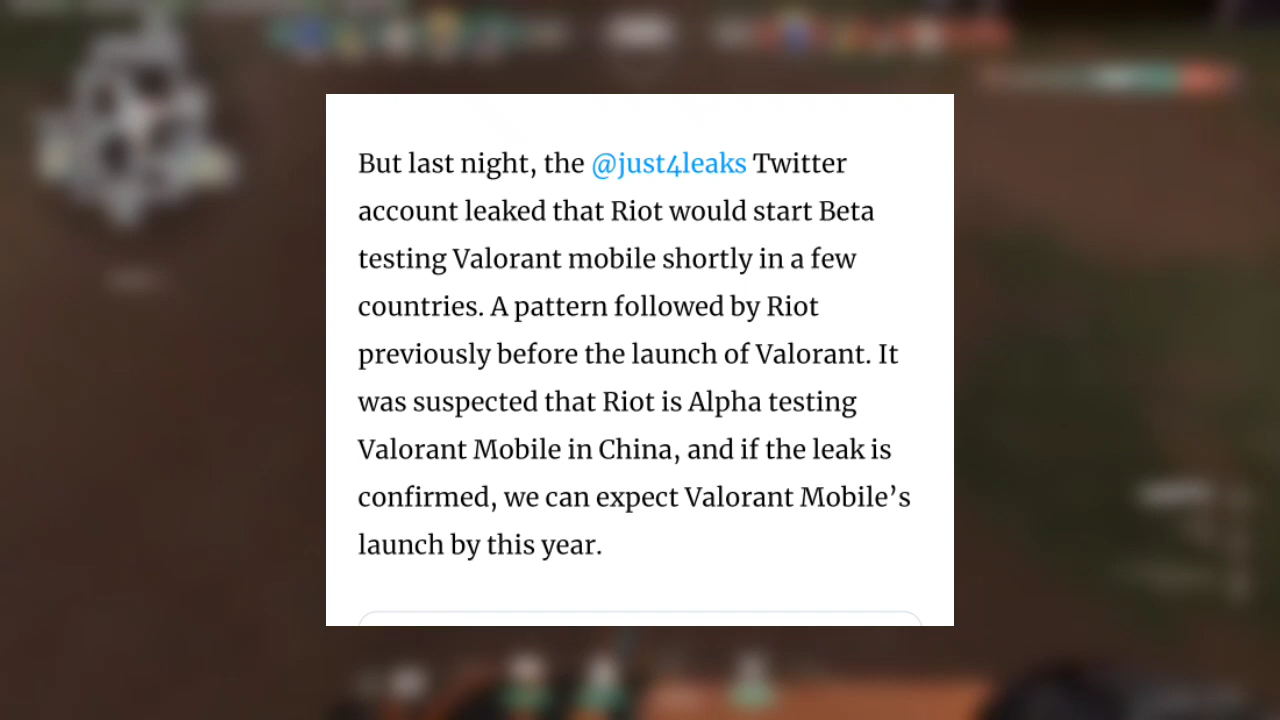 But last night, the @just4leaks Twitter
account leaked that Riot would start Beta
testing Valorant mobile shortly in a few
countries. A pattern followed by Riot
previously before the launch of Valorant. It
was suspected that Riot is Alpha testing
Valorant Mobile in China, and if the leak is
confirmed, we can expect Valorant Mobile’s
launch by this year.